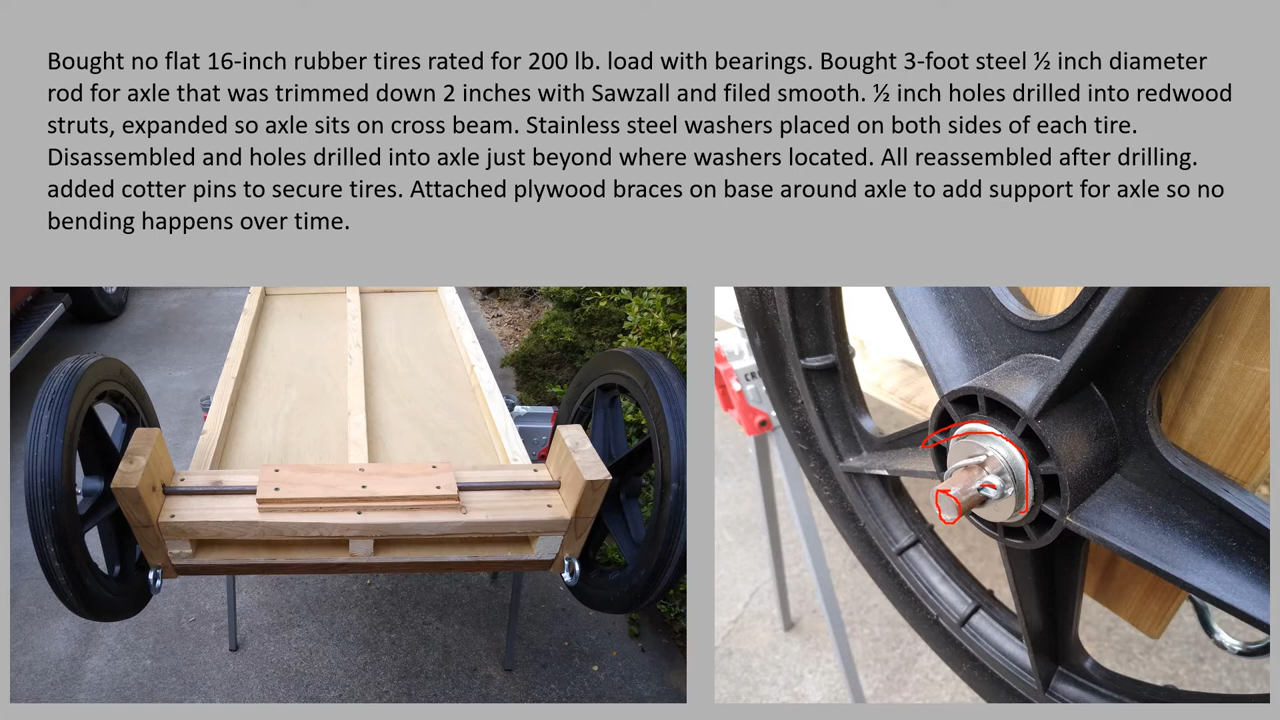 Bought no flat 16-inch rubber tires rated for 200 lb. load with bearings. Bought 3-foot steel ½ inch diameter
rod for axle that was trimmed down 2 inches with Sawzall and filed smooth. ½ inch holes drilled into redwood
struts, expanded so axle sits on cross beam. Stainless steel washers placed on both sides of each tire.
Disassembled and holes drilled into axle just beyond where washers located. All reassembled after drilling.
added cotter pins to secure tires. Attached plywood braces on base around axle to add support for axle so no
bending happens over time.